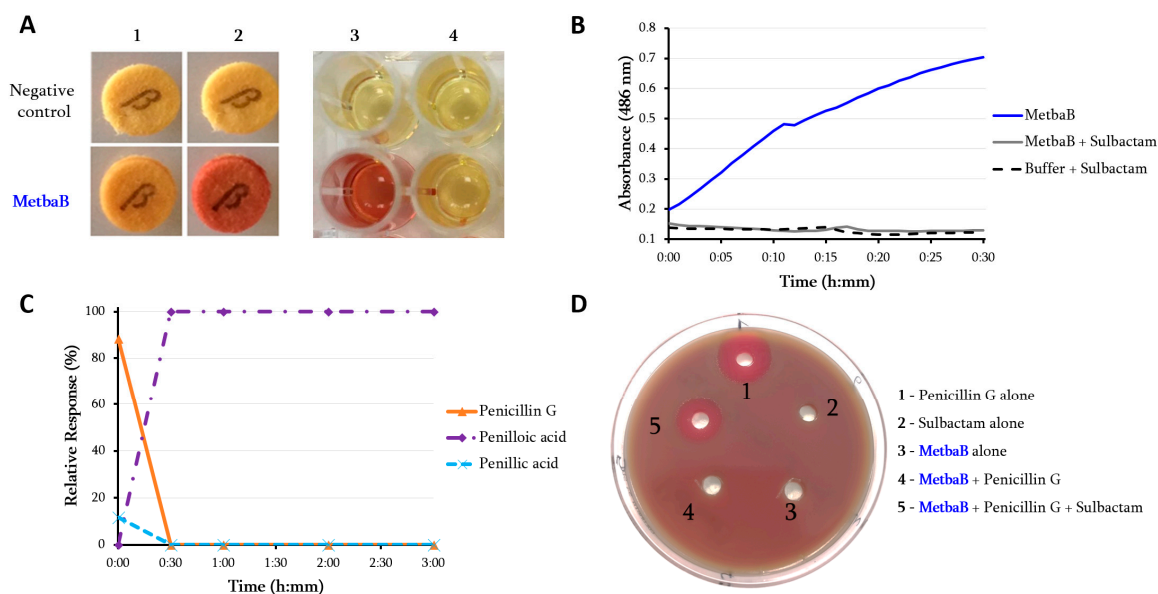 A
1
2
3
4
Negative
control
MetbaB
β
β
β
β
B
Absorbance (486 nm)
0.8
0.7
0.6
0.5
0.4
0.3
0.2
0.1
0:00
0:05
0:10
0:15
0:20
0:25
0:30
Time (h:mm)
MetbaB
MetbaB + Sulbactam
Buffer + Sulbactam
C
Relative Response (%)
100
80
60
40
20
0
0:00
0:30
1:00
1:30
2:00
2:30
3:00
Time (h:mm)
Penicillin G
Penilloic acid
Penillic acid
D
1
2
3
4
5
1 - Penicillin G alone
2 - Sulbactam alone
3 - MetbaB alone
4 - MetbaB + Penicillin G
5 - MetbaB + Penicillin G + Sulbactam